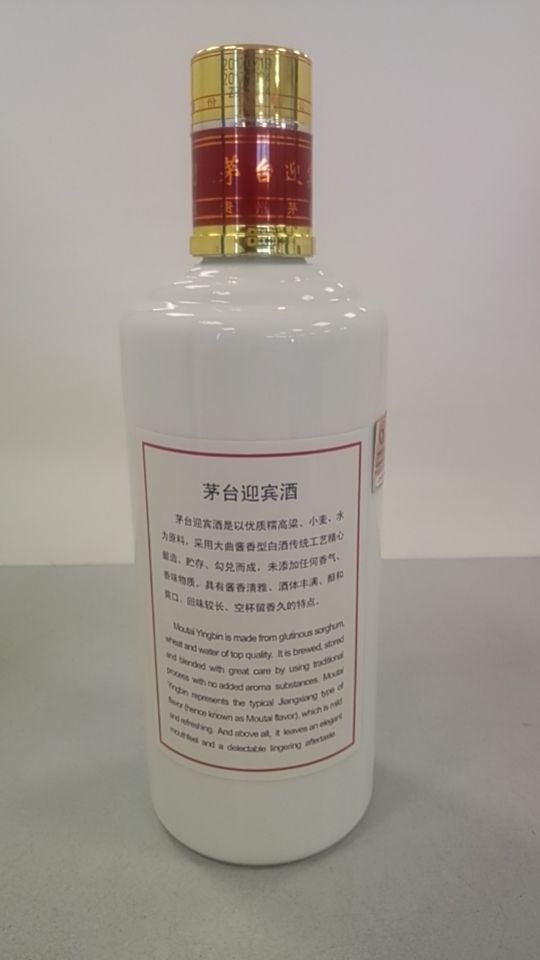 茅台迎
茅台迎宾酒
茅台迎宾酒是以优质糯高粱、小麦、水
为原料，采用大曲酱香型白酒传统工艺精心
酿造、贮存、勾兑而成，未添加任何香气、
香味物质，具有酱香清雅、酒体丰满、醇和
爽口、回味较长、空杯留香久的特点。
Moutai Yingbin is made from glutinous sorghum,
wheat and water of top quality. It is brewed, stored
and blended with great care by using traditional
process with no added aroma substances. Moutai
Yingbin represents the typical Jiangxiang type of
flavor (hence known as Moutai flavor), which is mild
and refreshing. And above all, it leaves an elegant
mouthfeel and a delectable lingering aftertaste.